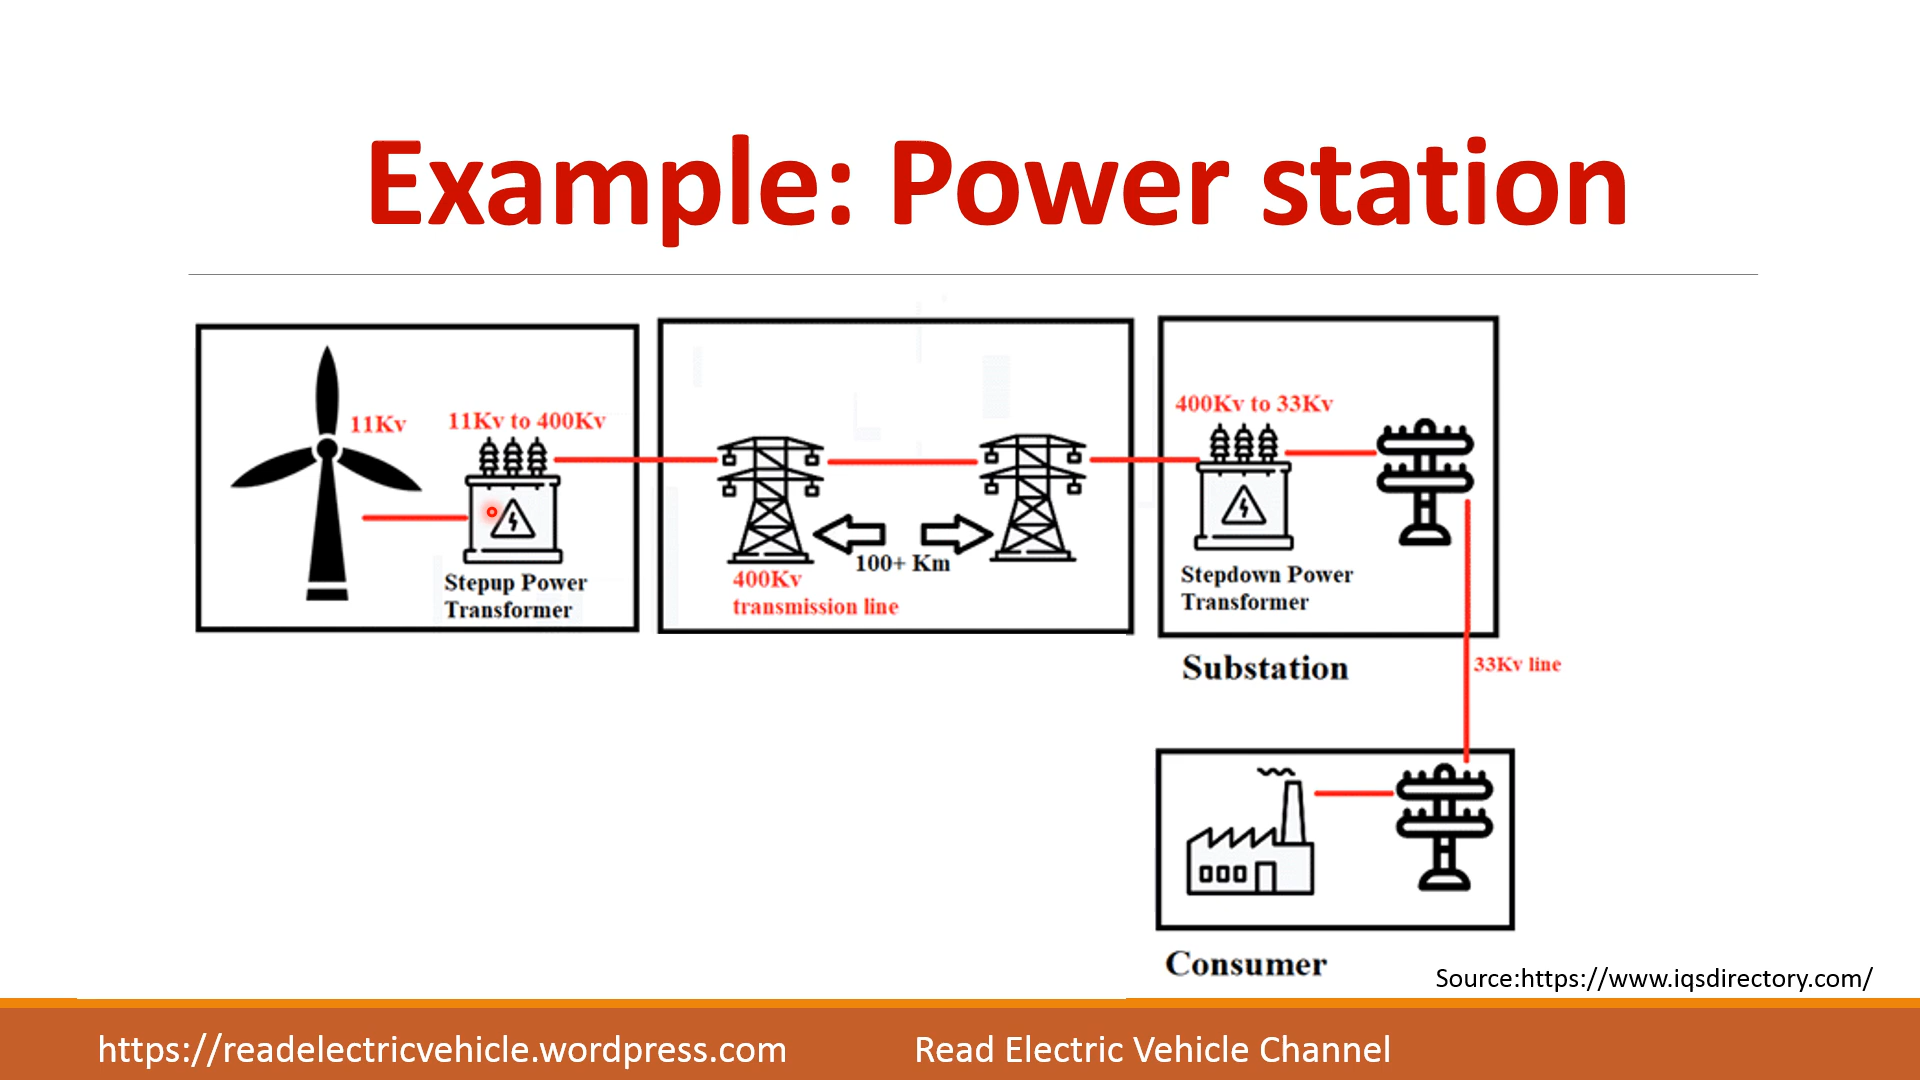 Example: Power station
11Kv
11Kv to 400Kv
Stepup Power
Transformer
100+ Km
400Kv
transmission line
400Kv to 33Kv
Stepdown Power
Transformer
Substation
33Kv line
Consumer
Source:https://www.iqsdirectory.com/
https://readelectricvehicle.wordpress.com
Read Electric Vehicle Channel